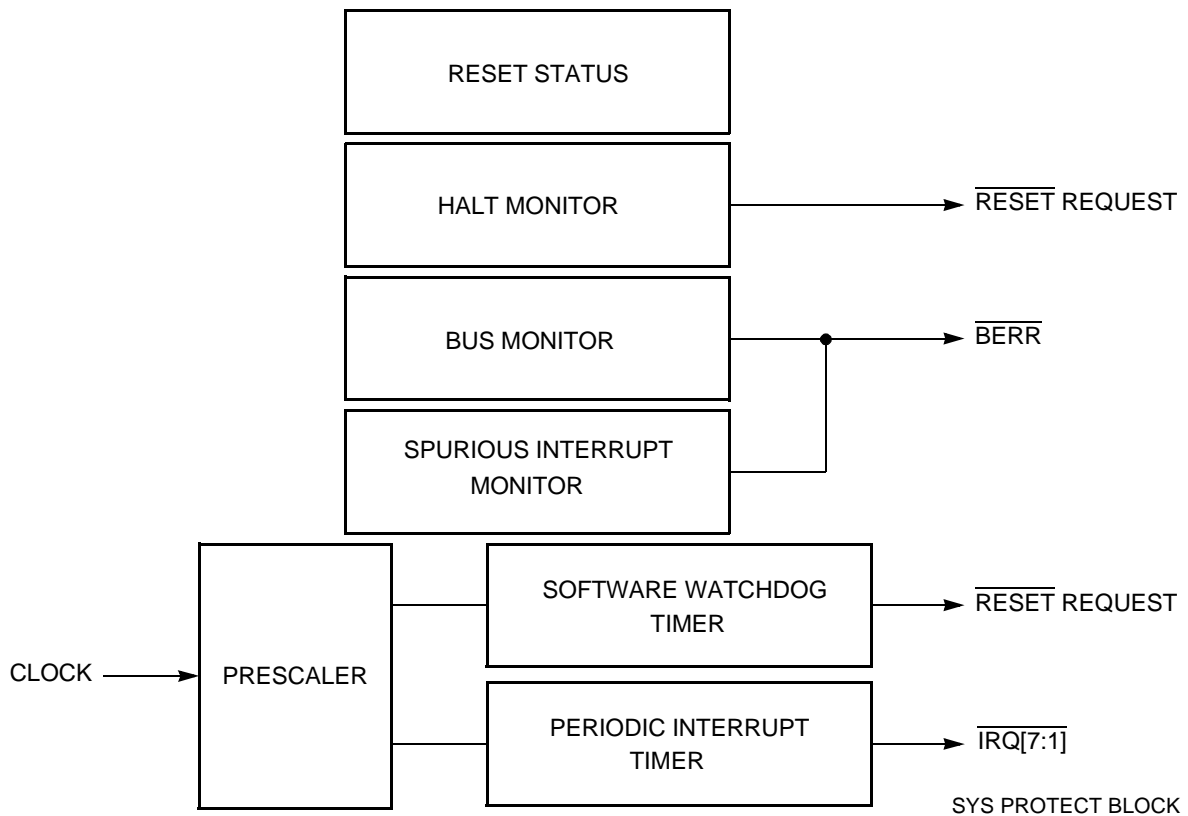 RESET STATUS
HALT MONITOR
RESET REQUEST
BUS MONITOR
BERR
SPURIOUS INTERRUPT
MONITOR
SOFTWARE WATCHDOG
TIMER
RESET REQUEST
CLOCK
PRESCALER
PERIODIC INTERRUPT
TIMER
IRQ[7:1]
SYS PROTECT BLOCK